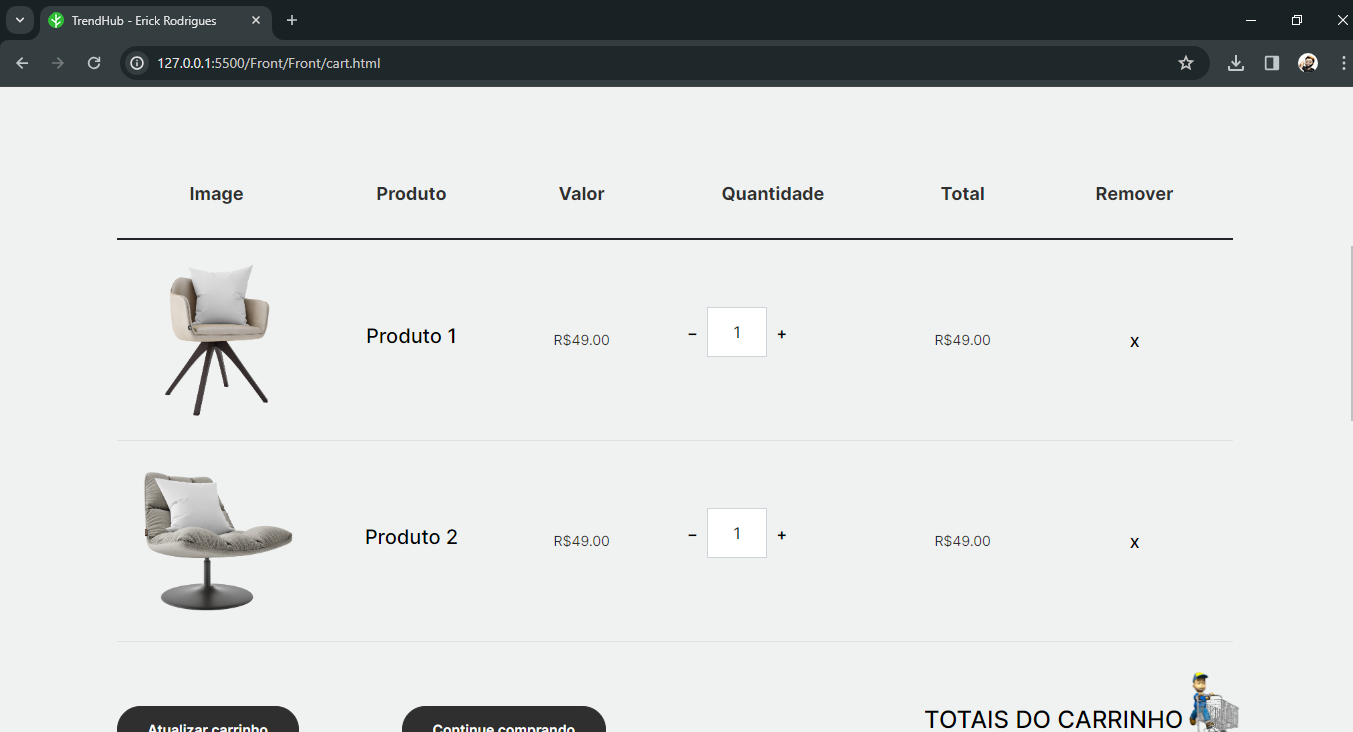 TrendHub - Erick Rodrigues
127.0.0.1:5500/Front/Front/cart.html
Image Produto Valor Quantidade Total Remover
Produto 1 R$49.00 − 1 + R$49.00 x
Produto 2 R$49.00 − 1 + R$49.00 x
Atualizar carrinho Continue comprando TOTAIS DO CARRINHO